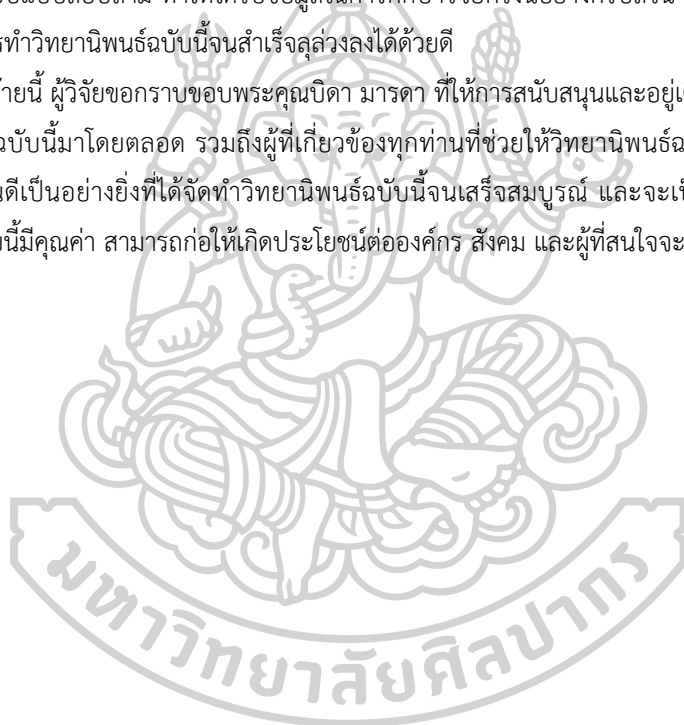 รทำวิทยานิพนธ์ฉบับนี้จนสำเร็จลุล่วงลงได้ด้วยดี
ายนี้ ผู้วิจัยขอกราบขอบพระคุณบิดา มารดา ที่ให้การสนับสนุนและอยู่เ
ฉบับนี้มาโดยตลอด รวมถึงผู้ที่เกี่ยวข้องทุกท่านที่ช่วยให้วิทยานิพนธ์ฉ
นดีเป็นอย่างยิ่งที่ได้จัดทำวิทยานิพนธ์ฉบับนี้จนเสร็จสมบูรณ์ และจะเป็
บนี้มีคุณค่า สามารถก่อให้เกิดประโยชน์ต่อองค์กร สังคม และผู้ที่สนใจจะ
มหาวิทยาลัยศิลปากร